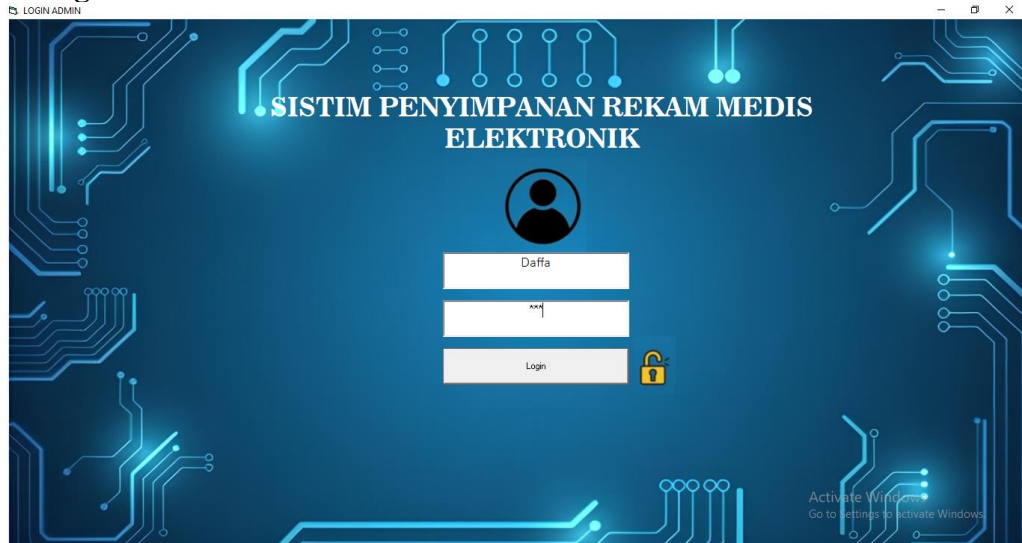 LOGIN ADMIN
SISTIM PENYIMPANAN REKAM MEDIS
ELEKTRONIK
Daffa
***
Login
Activate Windows
Go to Settings to activate Windows.